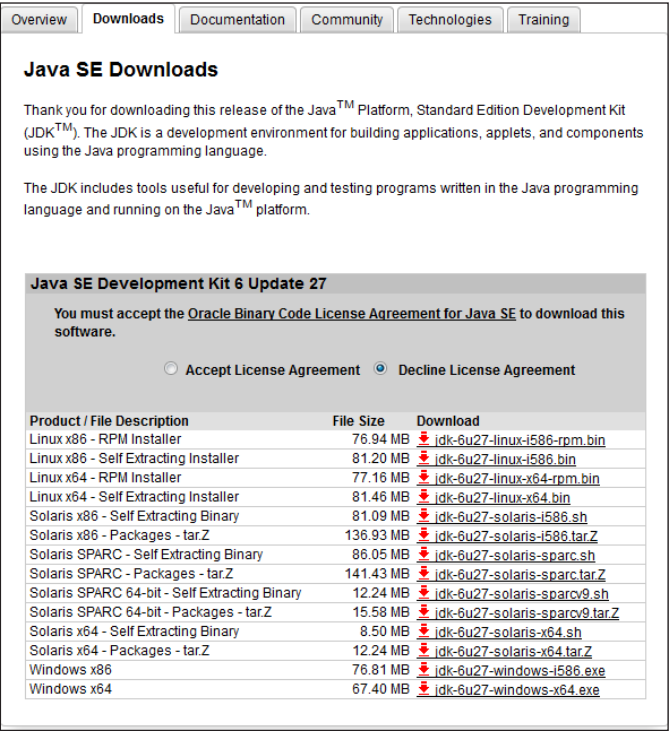 Overview Downloads Documentation Community Technologies Training
Java SE Downloads
Thank you for downloading this release of the Java™ Platform, Standard Edition Development Kit
(JDK™). The JDK is a development environment for building applications, applets, and components
using the Java programming language.
The JDK includes tools useful for developing and testing programs written in the Java programming
language and running on the Java™ platform.
Java SE Development Kit 6 Update 27
You must accept the Oracle Binary Code License Agreement for Java SE to download this
software.
Accept License Agreement Decline License Agreement
Product / File Description File Size Download
Linux x86 - RPM Installer 76.94 MB jdk-6u27-linux-i586-rpm.bin
Linux x86 - Self Extracting Installer 81.20 MB jdk-6u27-linux-i586.bin
Linux x64 - RPM Installer 77.16 MB jdk-6u27-linux-x64-rpm.bin
Linux x64 - Self Extracting Installer 81.46 MB jdk-6u27-linux-x64.bin
Solaris x86 - Self Extracting Binary 81.09 MB jdk-6u27-solaris-i586.sh
Solaris x86 - Packages - tar.Z 136.93 MB jdk-6u27-solaris-i586.tar.Z
Solaris SPARC - Self Extracting Binary 86.05 MB jdk-6u27-solaris-sparc.sh
Solaris SPARC - Packages - tar.Z 141.43 MB jdk-6u27-solaris-sparc.tar.Z
Solaris SPARC 64-bit - Self Extracting Binary 12.24 MB jdk-6u27-solaris-sparcv9.sh
Solaris SPARC 64-bit - Packages - tar.Z 15.58 MB jdk-6u27-solaris-sparcv9.tar.Z
Solaris x64 - Self Extracting Binary 8.50 MB jdk-6u27-solaris-x64.sh
Solaris x64 - Packages - tar.Z 12.24 MB jdk-6u27-solaris-x64.tar.Z
Windows x86 76.81 MB jdk-6u27-windows-i586.exe
Windows x64 67.40 MB jdk-6u27-windows-x64.exe